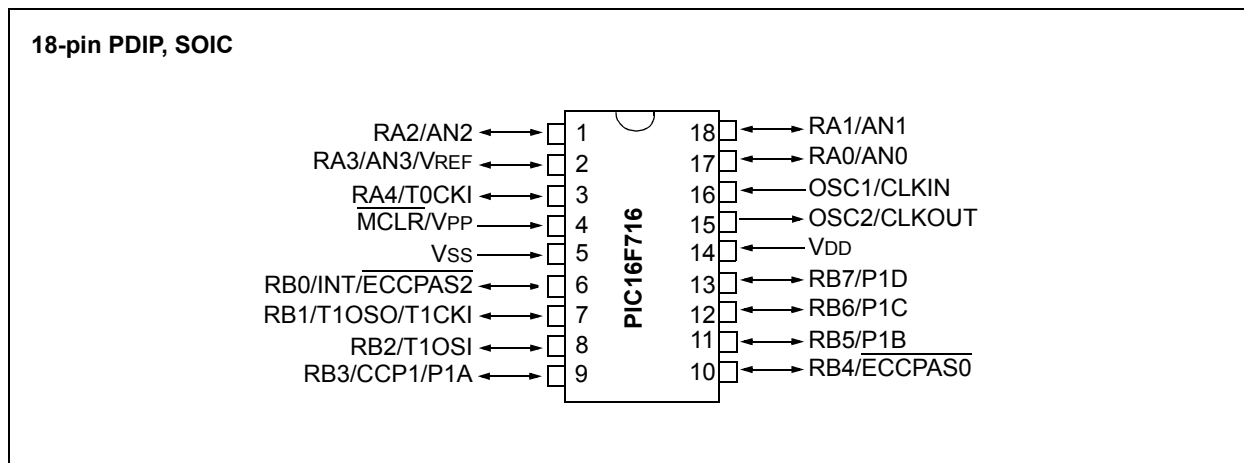 18-pin PDIP, SOIC
RA2/AN2 1 18 RA1/AN1
RA3/AN3/VREF 2 17 RA0/AN0
RA4/T0CKI 3 16 OSC1/CLKIN
MCLR/VPP 4 15 OSC2/CLKOUT
VSS 5 14 VDD
RB0/INT/ECCPAS2 6 13 RB7/P1D
RB1/T1OSO/T1CKI 7 12 RB6/P1C
RB2/T1OSI 8 11 RB5/P1B
RB3/CCP1/P1A 9 10 RB4/ECCPAS0
PIC16F716